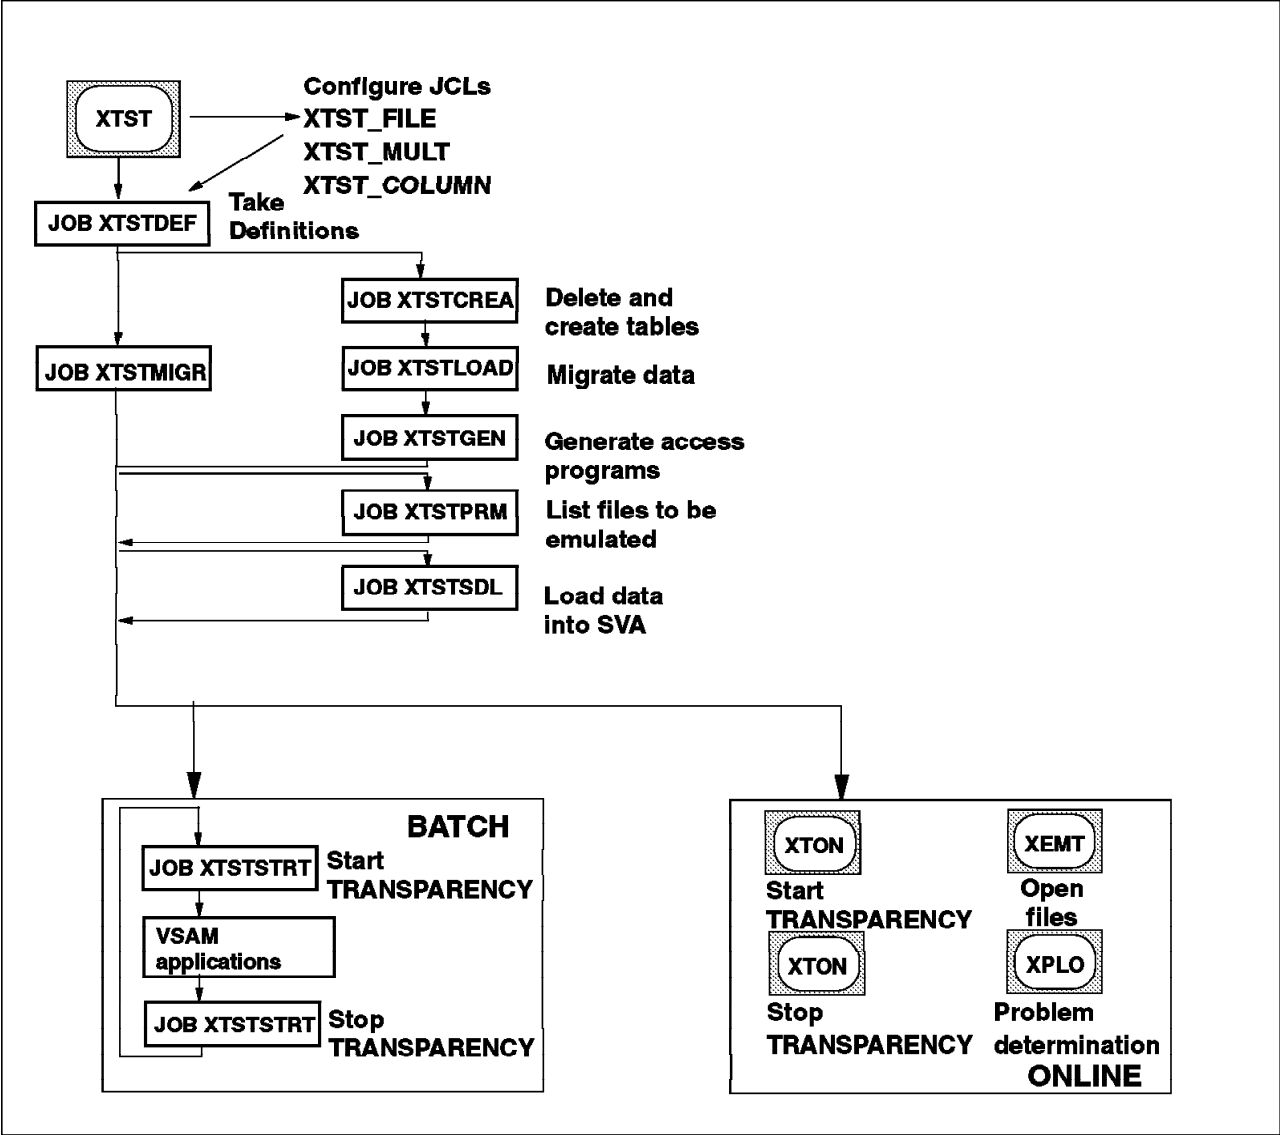 Configure JCLs
XTST
XTST_FILE
XTST_MULT
XTST_COLUMN
Take
Definitions
JOB XTSTDEF
JOB XTSTCREA
Delete and
create tables
JOB XTSTMIGR
JOB XTSTLOAD
Migrate data
JOB XTSTGEN
Generate access
programs
JOB XTSTPRM
List files to be
emulated
JOB XTSTSDL
Load data
into SVA
BATCH
JOB XTSTSTRT
Start
TRANSPARENCY
VSAM
applications
JOB XTSTSTRT
Stop
TRANSPARENCY
XTON
Start
TRANSPARENCY
XEMT
Open
files
XTON
Stop
TRANSPARENCY
XPLO
Problem
determination
ONLINE